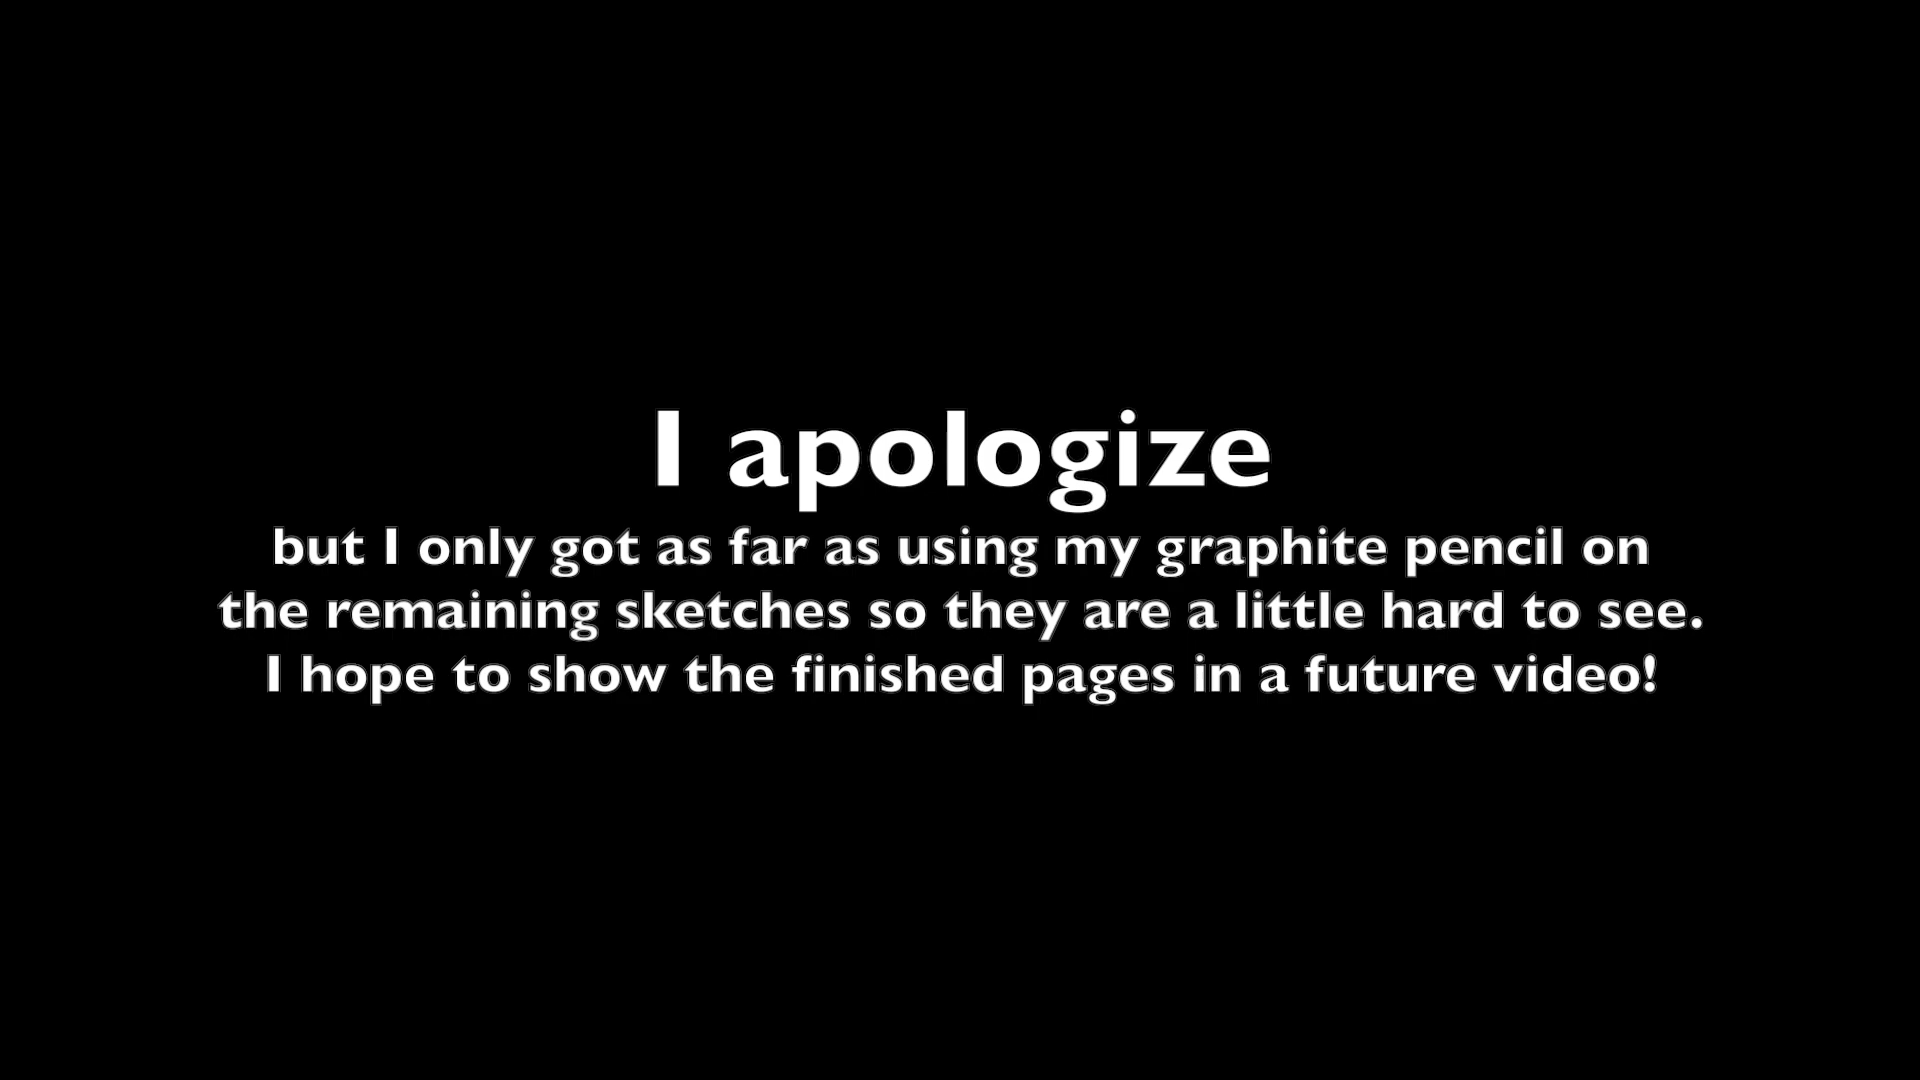 I apologize
but I only got as far as using my graphite pencil on
the remaining sketches so they are a little hard to see.
I hope to show the finished pages in a future video!